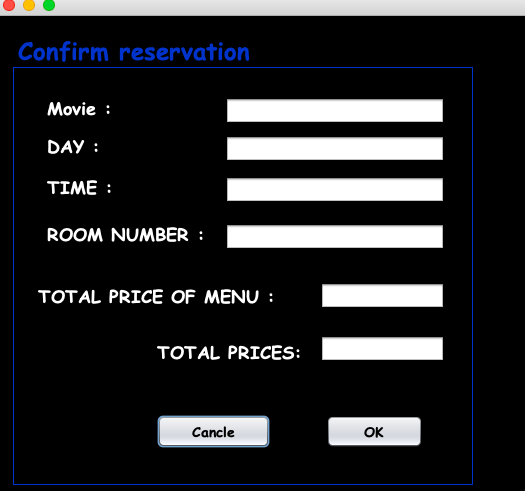 Confirm reservation
Movie :
DAY :
TIME :
ROOM NUMBER :
TOTAL PRICE OF MENU :
TOTAL PRICES:
Cancle OK